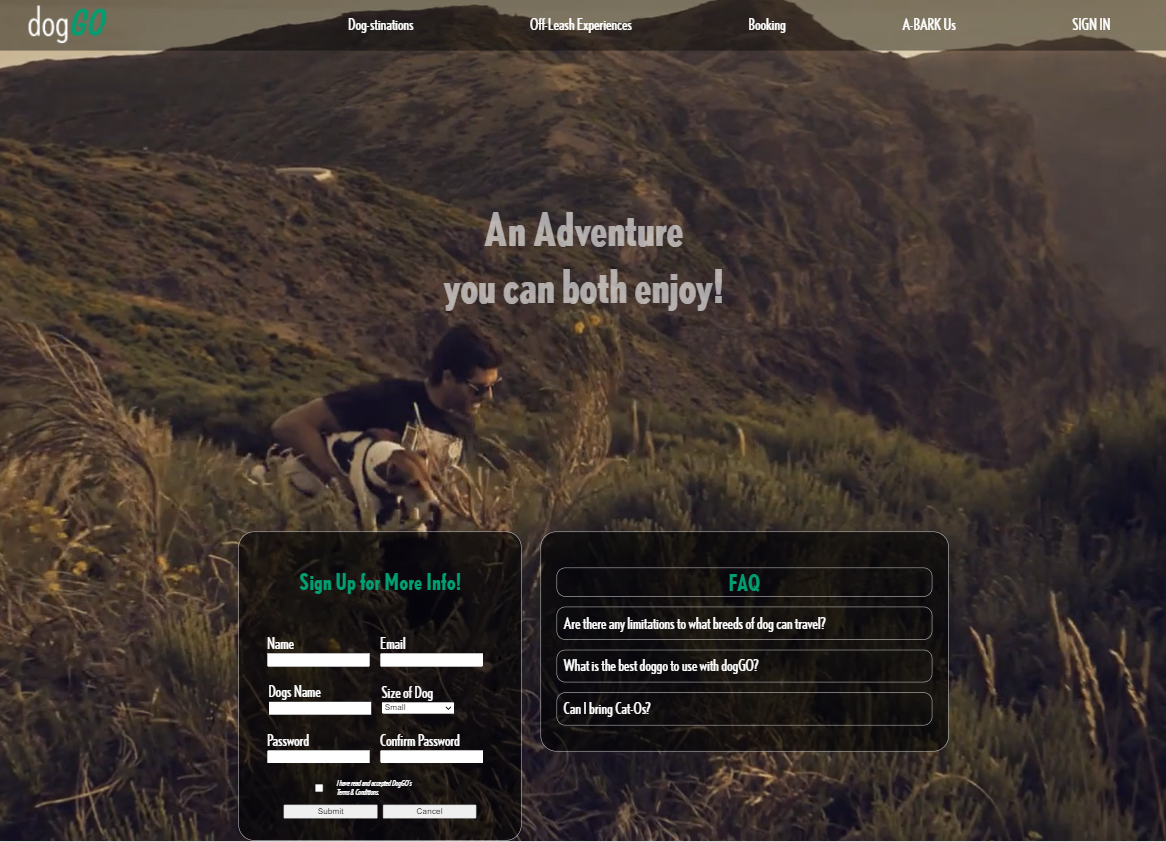 dogGO
Dog-stinations
Off-Leash Experiences
Booking
A-BARK Us
SIGN IN
An Adventure
you can both enjoy!
Sign Up for More Info!
Name
Email
Dogs Name
Size of Dog
Small
Password
Confirm Password
I have read and accepted DogGO's
Terms & Conditions.
Submit
Cancel
FAQ
Are there any limitations to what breeds of dog can travel?
What is the best doggo to use with dogGO?
Can I bring Cat-Os?